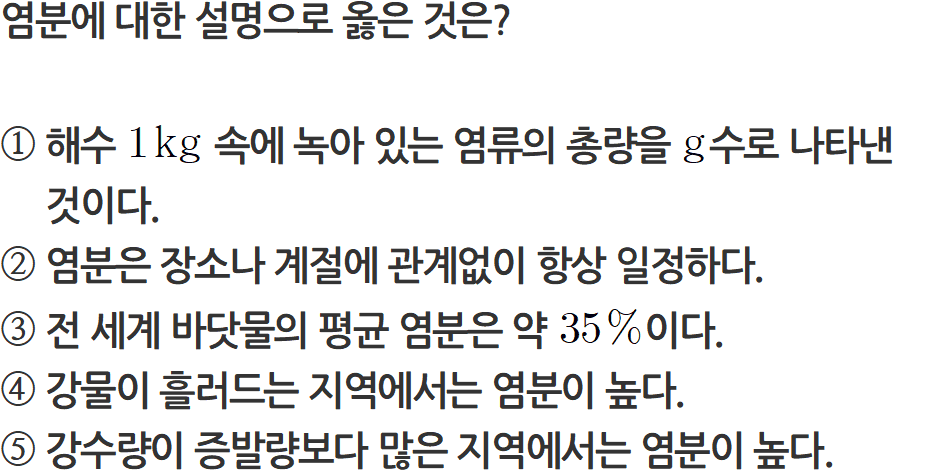 염분에 대한 설명으로 옳은 것은?
① 해수 1 kg 속에 녹아 있는 염류의 총량을 g수로 나타낸
것이다.
② 염분은 장소나 계절에 관계없이 항상 일정하다.
③ 전 세계 바닷물의 평균 염분은 약 35%이다.
④ 강물이 흘러드는 지역에서는 염분이 높다.
⑤ 강수량이 증발량보다 많은 지역에서는 염분이 높다.